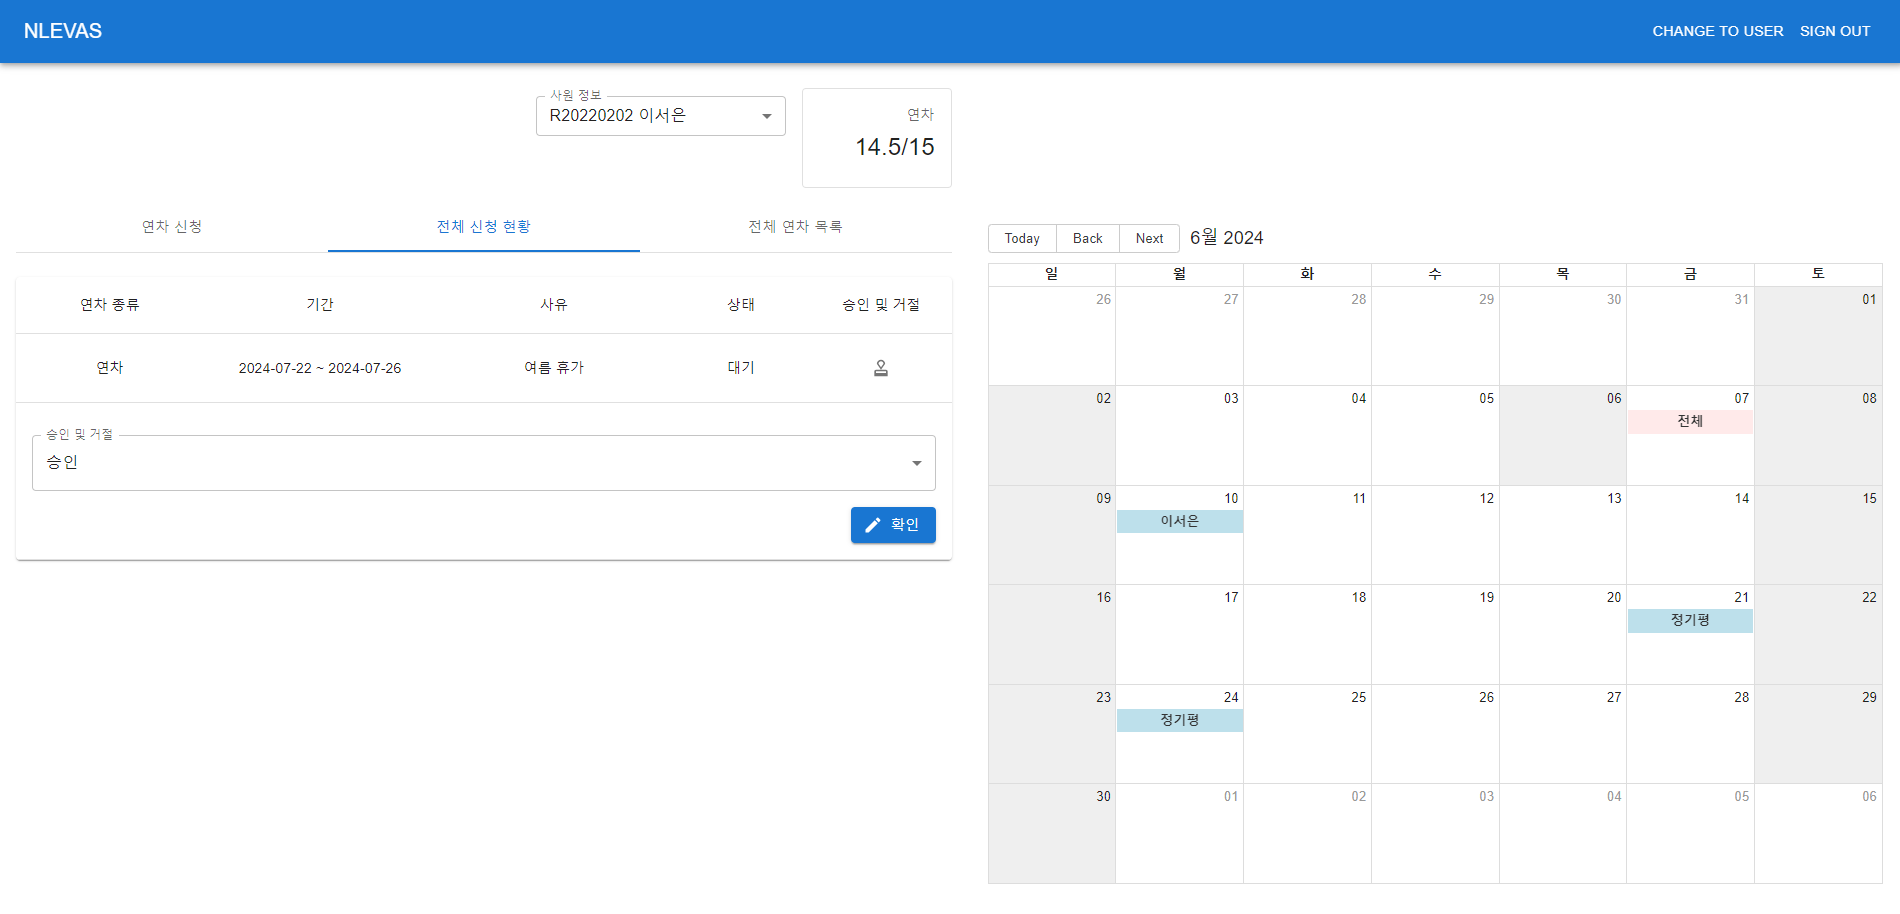 NLEVAS
CHANGE TO USER SIGN OUT
사원 정보
R20220202 이서은
연차
14.5/15
연차 신청 전체 신청 현황 전체 연차 목록
연차 종류 기간 사유 상태 승인 및 거절
연차 2024-07-22 ~ 2024-07-26 여름 휴가 대기
승인 및 거절
승인
확인
Today Back Next 6월 2024
일 월 화 수 목 금 토
26 27 28 29 30 31 01
02 03 04 05 06 07 08
전체
09 10 11 12 13 14 15
이서은
16 17 18 19 20 21 22
정기평
23 24 25 26 27 28 29
정기평
30 01 02 03 04 05 06